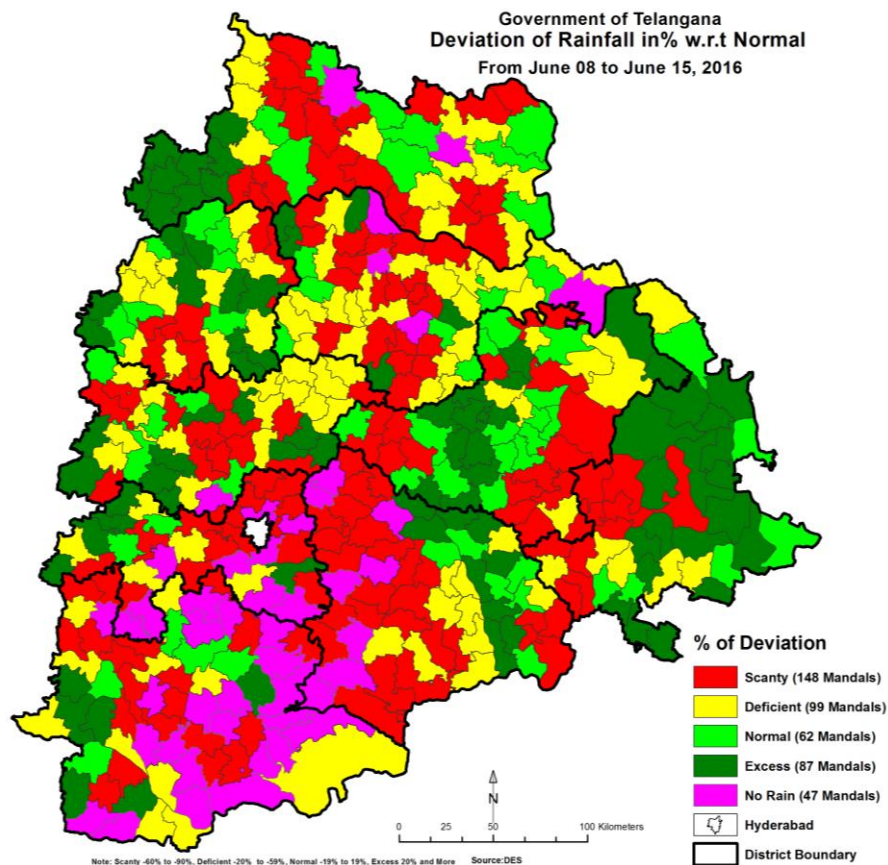 Government of Telangana
Deviation of Rainfall in% w.r.t Normal
From June 08 to June 15, 2016
% of Deviation
Scanty (148 Mandals)
Deficient (99 Mandals)
Normal (62 Mandals)
Excess (87 Mandals)
No Rain (47 Mandals)
Hyderabad
District Boundary
N
0 25 50 100 Kilometers
Note: Scanty -60% to -90%, Deficient -20% to -59%, Normal -19% to 19%, Excess 20% and More Source:DES